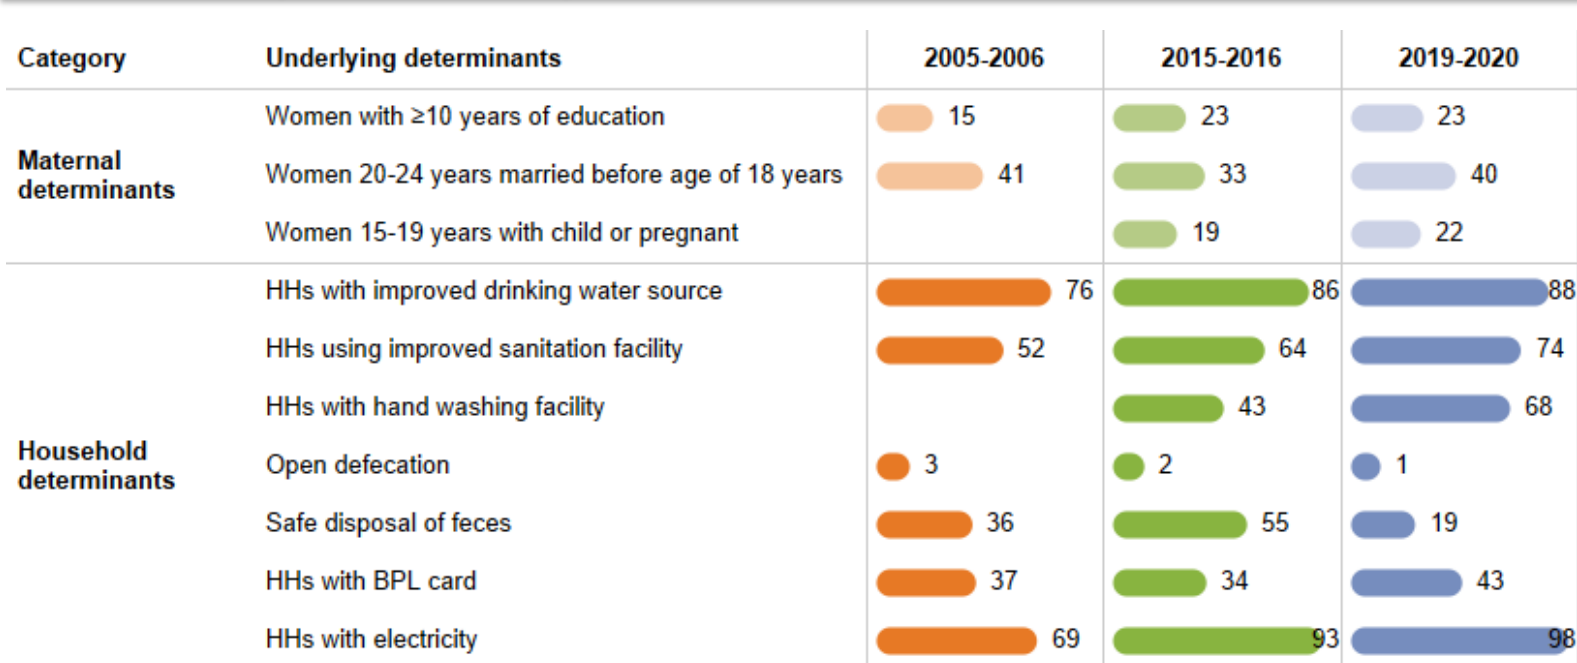 Category Underlying determinants 2005-2006 2015-2016 2019-2020
Women with ≥10 years of education 15 23 23
Maternal determinants
Women 20-24 years married before age of 18 years 41 33 40
Women 15-19 years with child or pregnant 19 22
HHs with improved drinking water source 76 86 88
HHs using improved sanitation facility 52 64 74
HHs with hand washing facility 43 68
Household determinants
Open defecation 3 2 1
Safe disposal of feces 36 55 19
HHs with BPL card 37 34 43
HHs with electricity 69 93 98